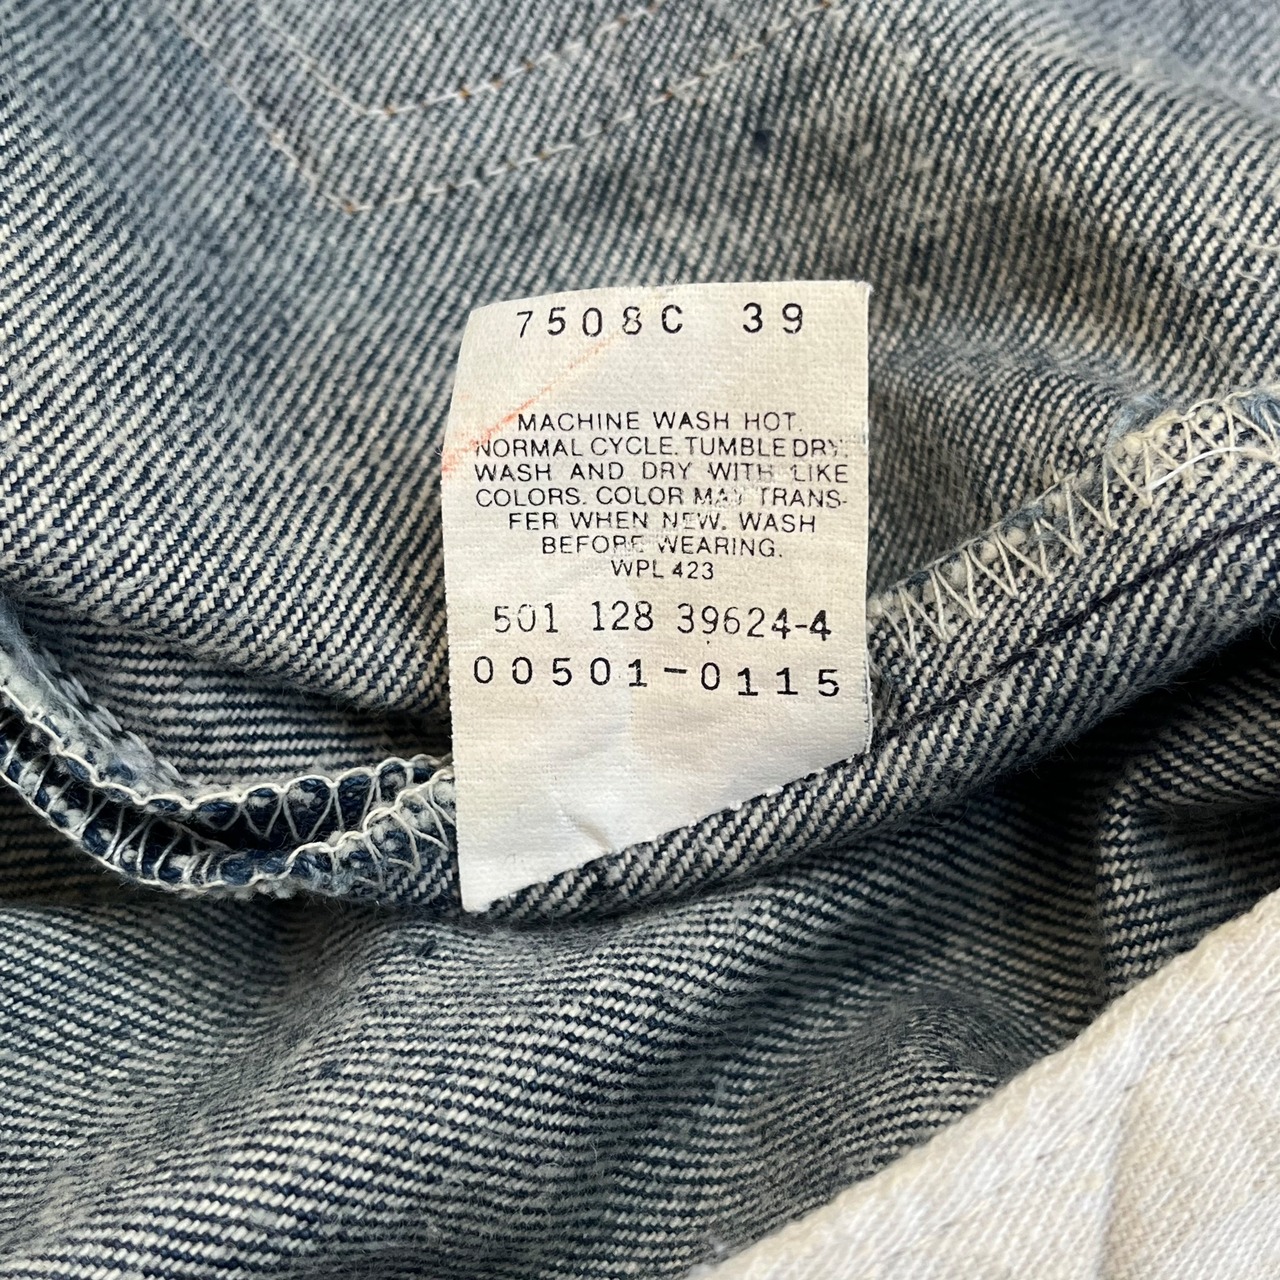 7508C 39
MACHINE WASH HOT.
NORMAL CYCLE. TUMBLE DRY.
WASH AND DRY WITH LIKE
COLORS. COLOR MAY TRANS-
FER WHEN NEW. WASH
BEFORE WEARING.
WPL 423
501 128 39624-4
00501-0115